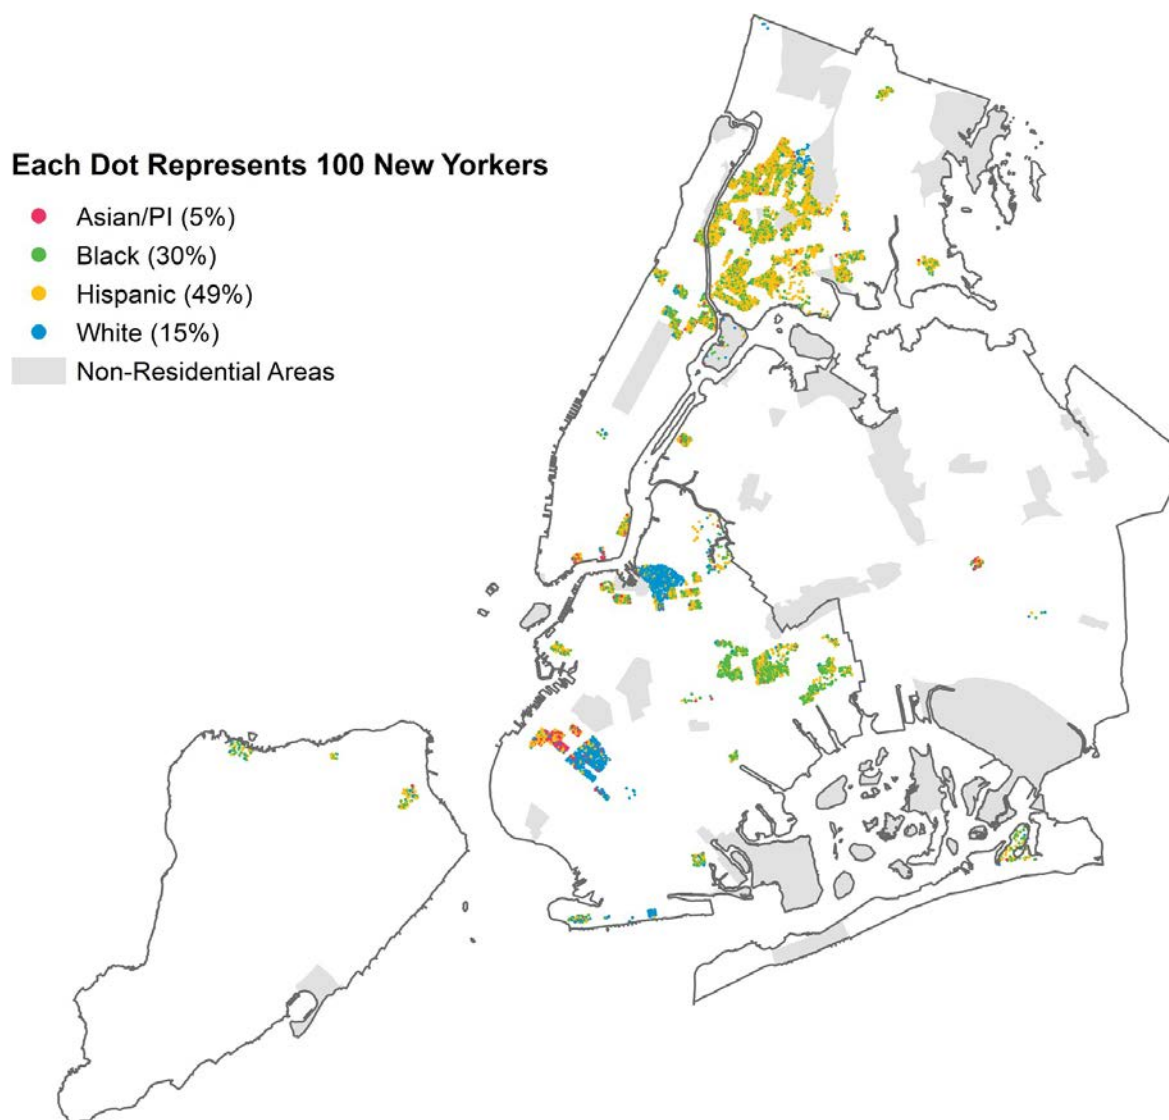 Each Dot Represents 100 New Yorkers
Asian/PI (5%)
Black (30%)
Hispanic (49%)
White (15%)
Non-Residential Areas